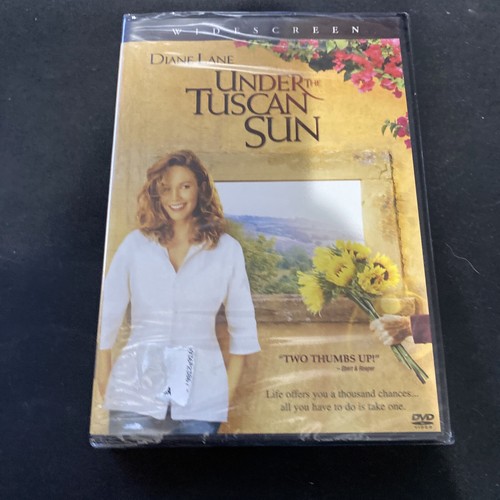 WIDESCREEN
DIANE LANE
UNDER THE
TUSCAN
SUN
"TWO THUMBS UP!"
- Ebert & Roeper
Life offers you a thousand chances...
all you have to do is take one.
DVD
VIDEO